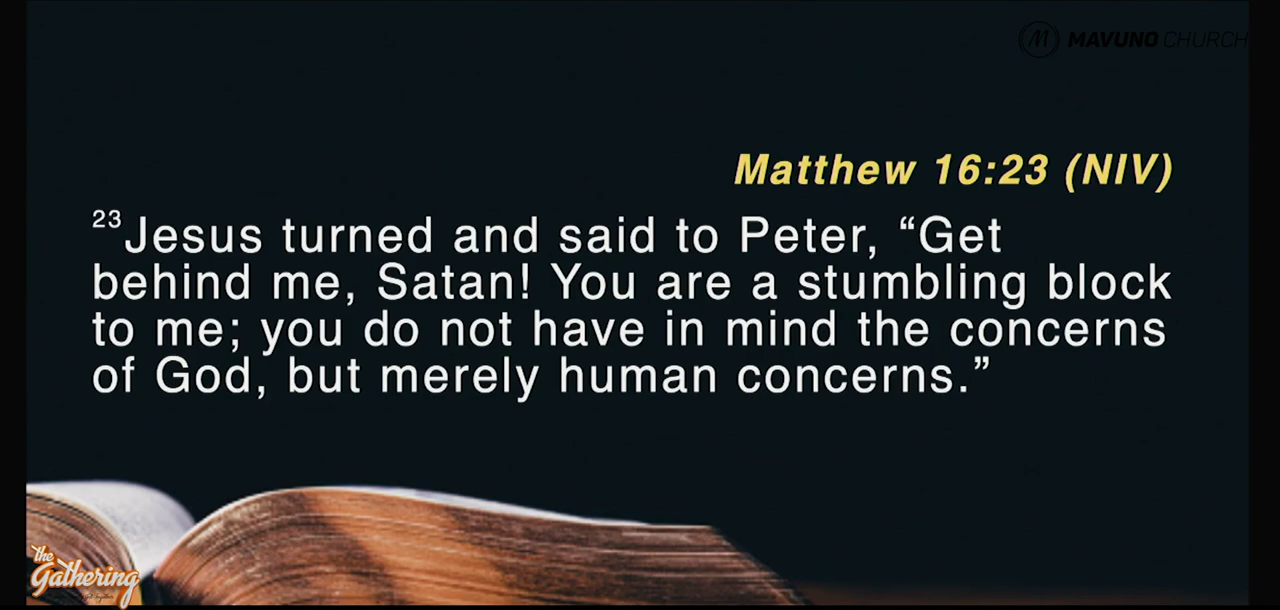 M MAVUNO CHURCH
Matthew 16:23 (NIV)
23Jesus turned and said to Peter, “Get
behind me, Satan! You are a stumbling block
to me; you do not have in mind the concerns
of God, but merely human concerns.”
the
Gathering